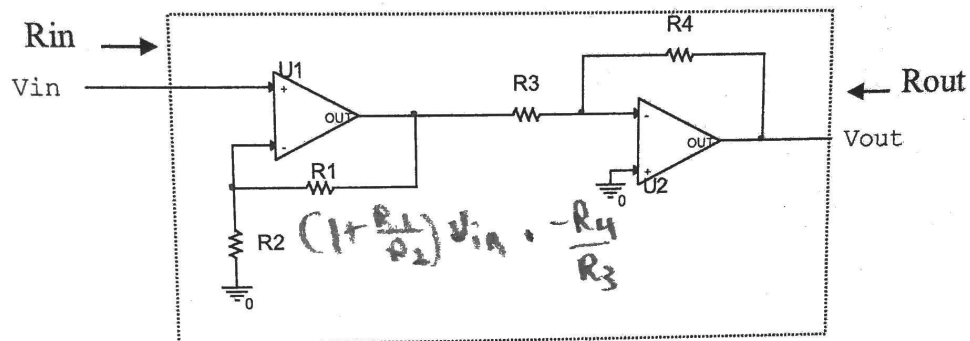 Rin
Vin
U1
+
-
OUT
R1
R2
0
R3
R4
-
+
OUT
U2
0
Rout
Vout
(1+R1/R2) Vin . -R4/R3